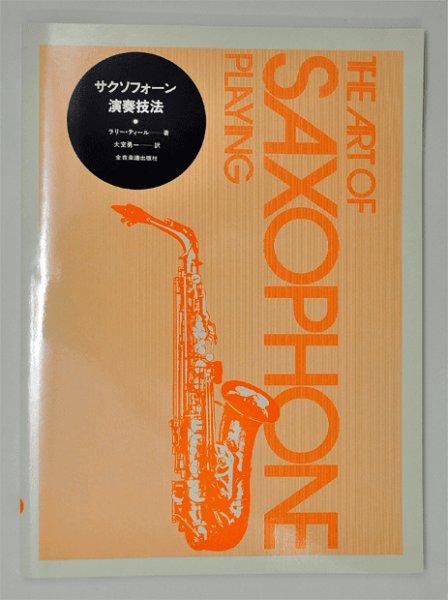 サクソフォーン
演奏技法
ラリー・ティール——著
大室勇一——訳
全音楽譜出版社
THE ART OF
SAXOPHONE
PLAYING